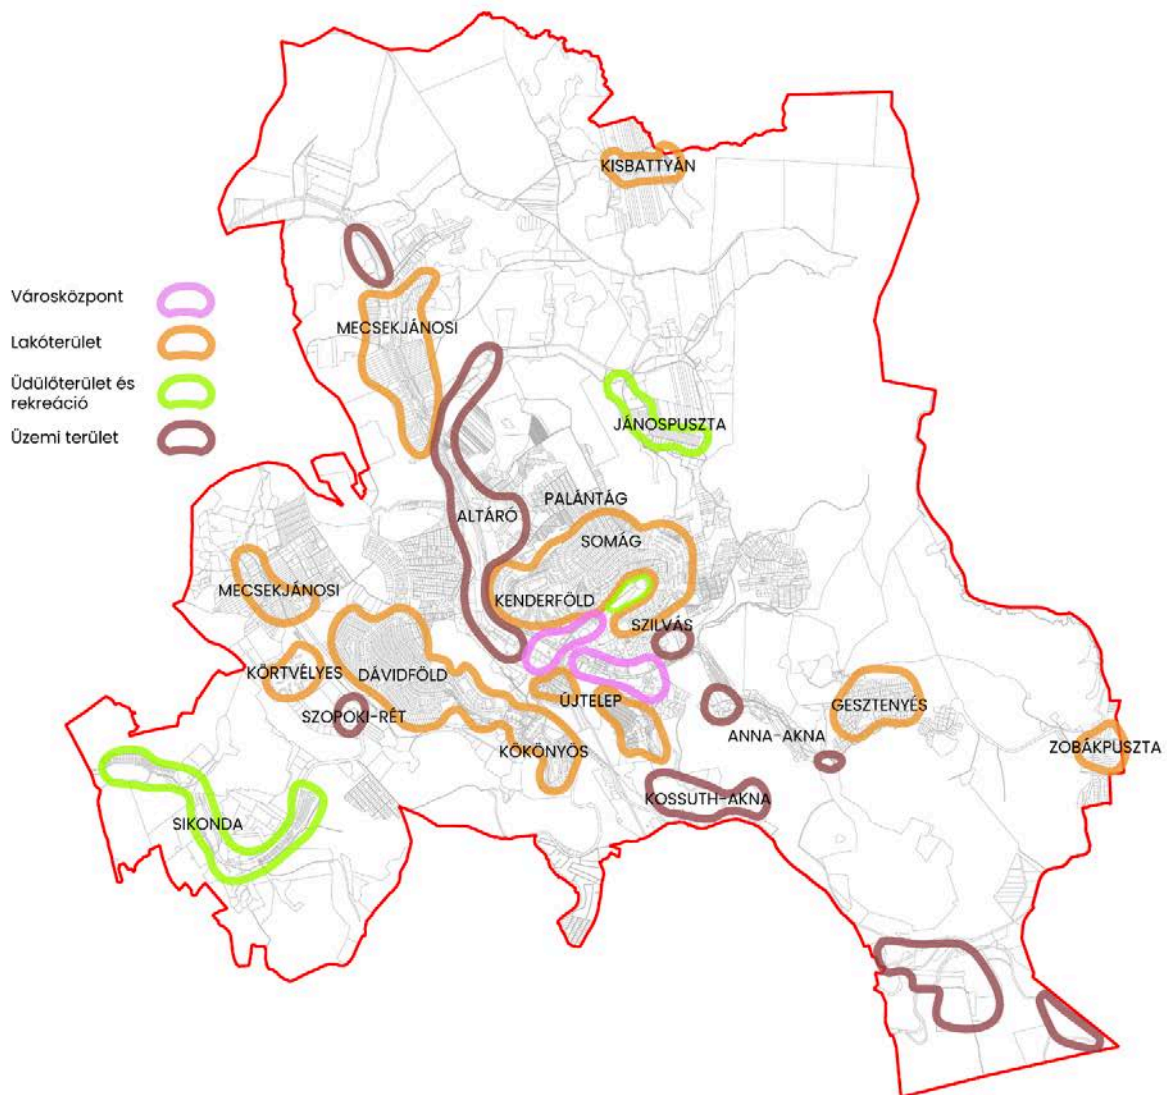 KISBATTYÁN
Városközpont
Lakóterület
Üdülőterület és
rekreáció
Üzemi terület
MECSEKJÁNOSI
JÁNOSPUSZTA
PALÁNTÁG
ALTÁRÓ
SOMÁG
MECSEKJÁNOSI
KENDERFÖLD
SZILVÁS
KÖRTVÉLYES
DÁVIDFÖLD
ÚJTELEP
GESZTENYÉS
SZOPOKI-RÉT
ANNA-AKNA
KÖKÖNYÖS
ZOBÁKPUSZTA
KOSSUTH-AKNA
SIKONDA